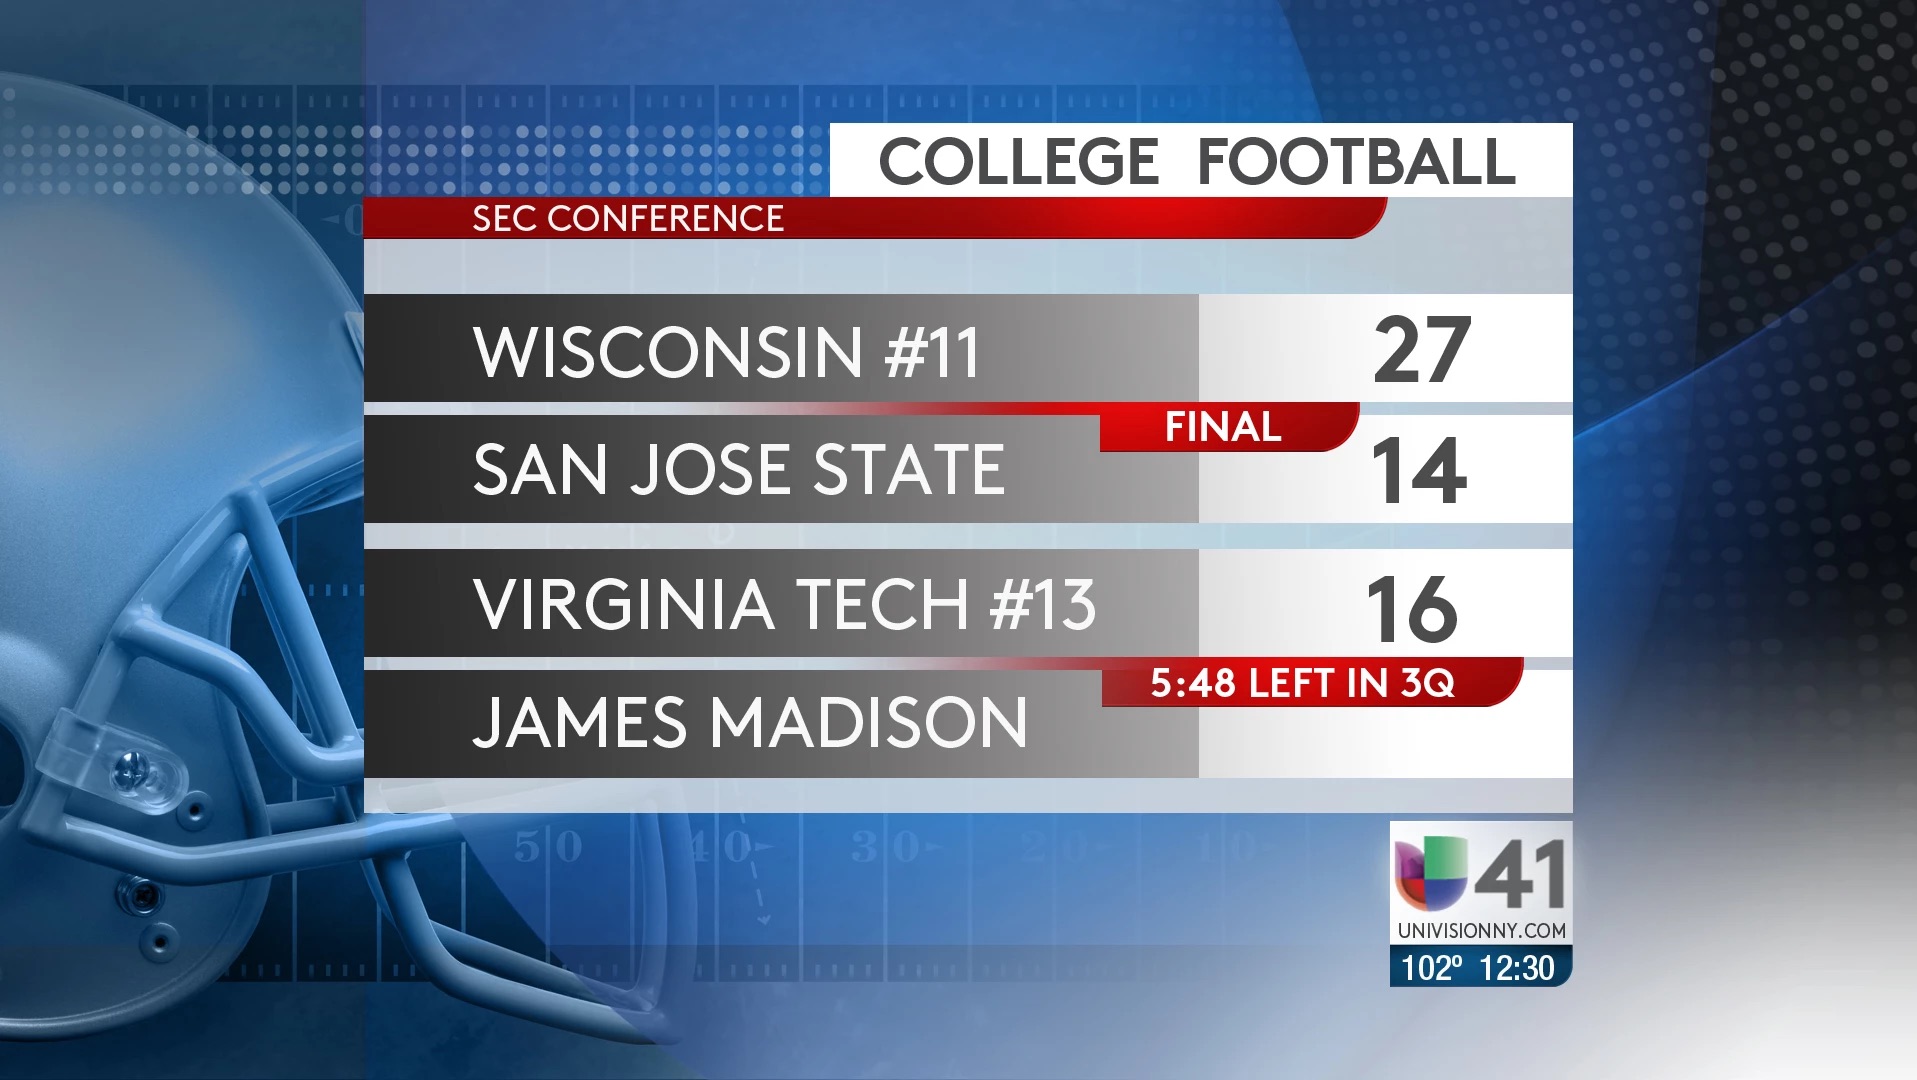 COLLEGE FOOTBALL
SEC CONFERENCE
WISCONSIN #11
27
FINAL
SAN JOSE STATE
14
VIRGINIA TECH #13
16
5:48 LEFT IN 3Q
JAMES MADISON
50
40
30
20
10
41
UNIVISIONNY.COM
102º 12:30